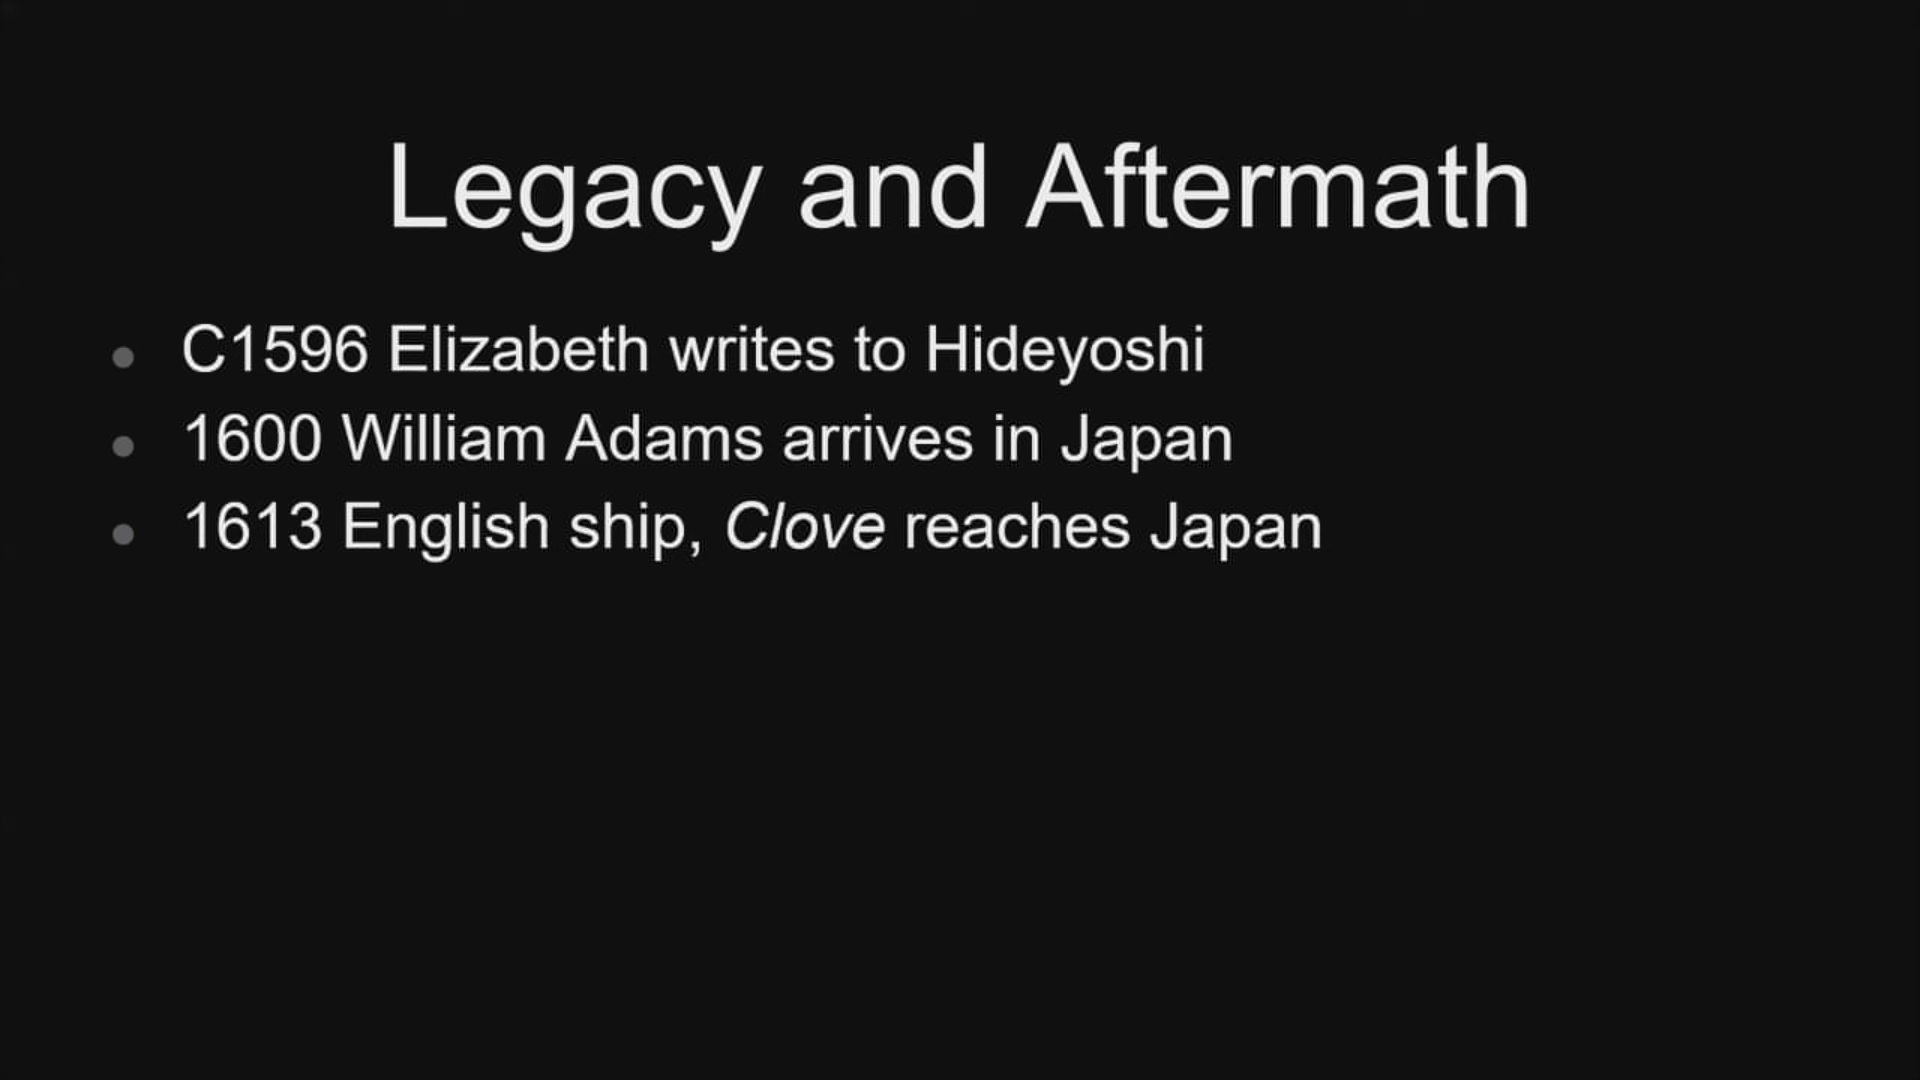 Legacy and Aftermath
C1596 Elizabeth writes to Hideyoshi
1600 William Adams arrives in Japan
1613 English ship, Clove reaches Japan